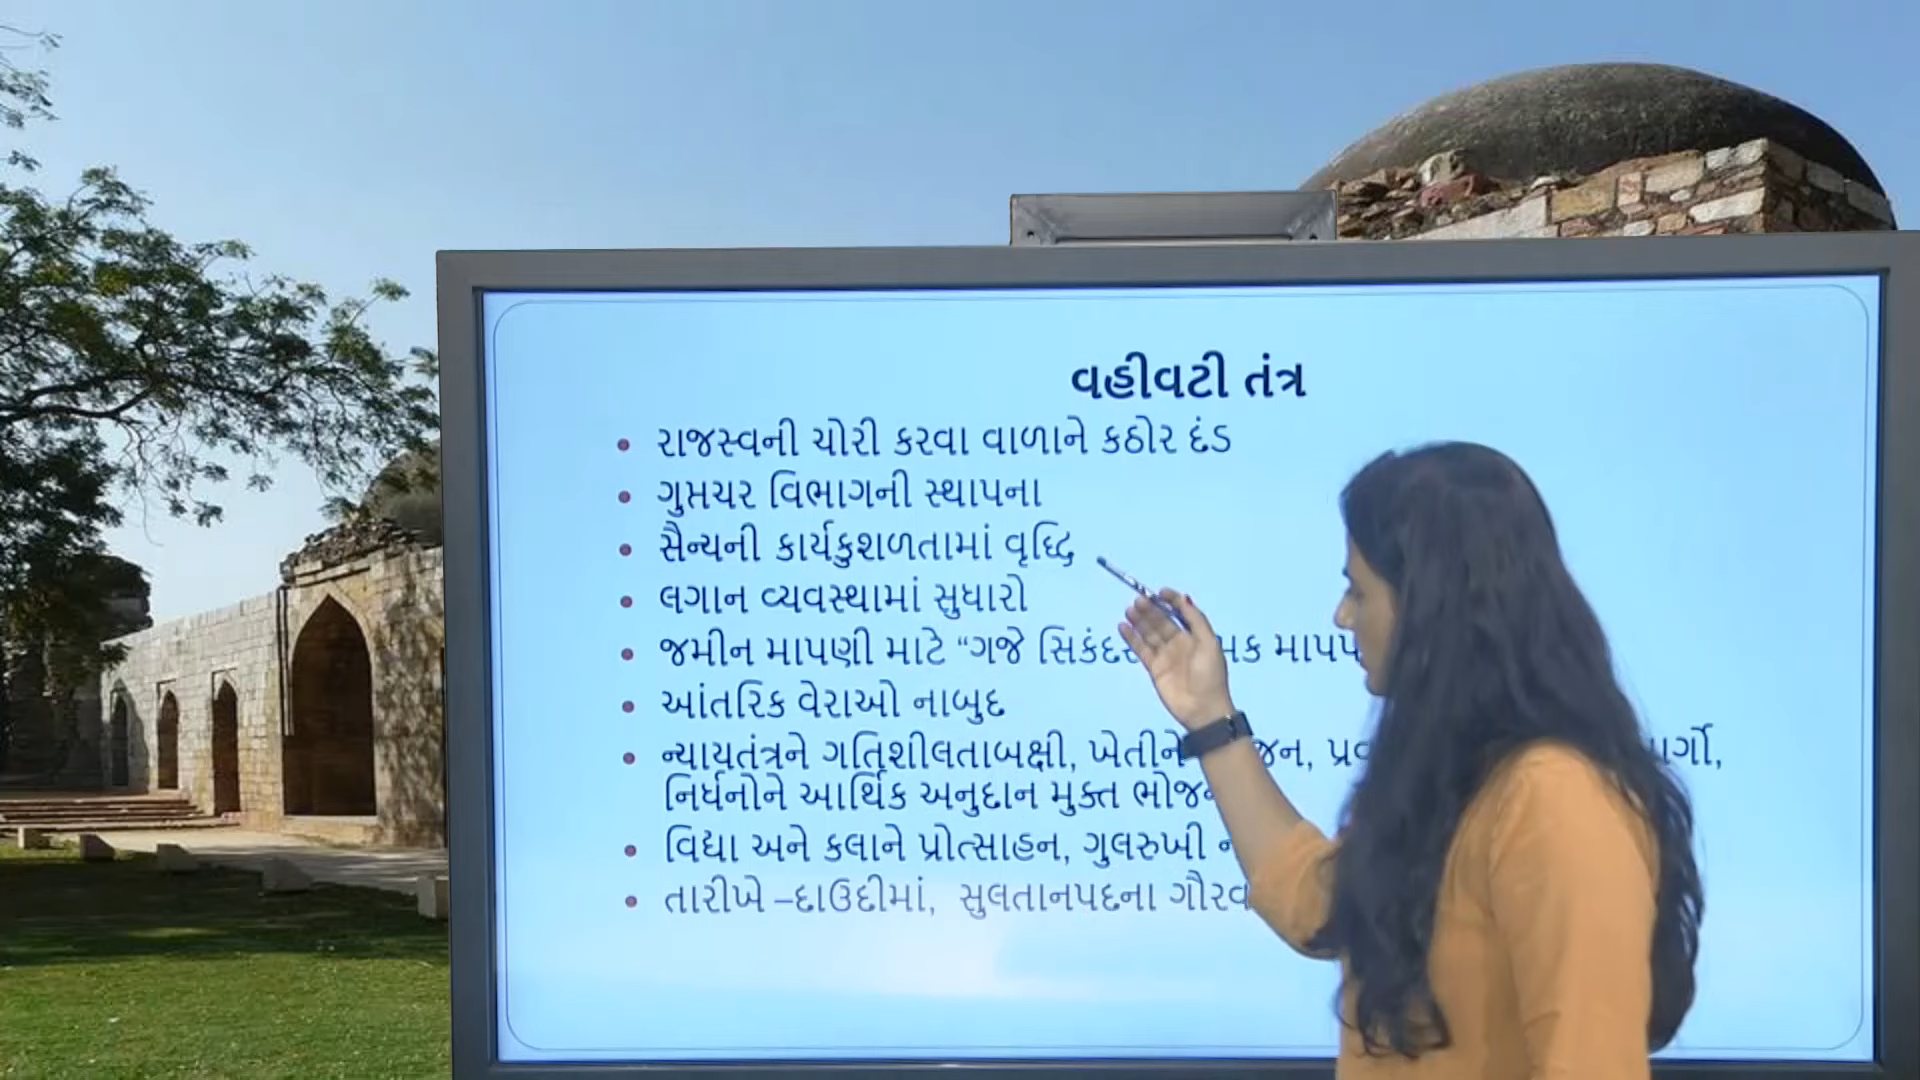 વહીવટી તંત્ર
રાજસ્વની ચોરી કરવા વાળાને કઠોર દંડ
ગુપ્તચર વિભાગની સ્થાપના
સૈન્યની કાર્યકુશળતામાં વૃધ્ધિ
લગાન વ્યવસ્થામાં સુધારો
જમીન માપણી માટે “ગજે
આંતરિક વેરાઓ નાબુદ
ન્યાયતંત્રને ગતિશીલતાબક્ષી, ખેતીને
નિર્ધનોને આર્થિક અનુદાન મુક્ત
વિદ્યા અને કલાને પ્રોત્સાહન, ગુલરુખી
તારીખે –દાઉદીમાં, સુલતાનપદના